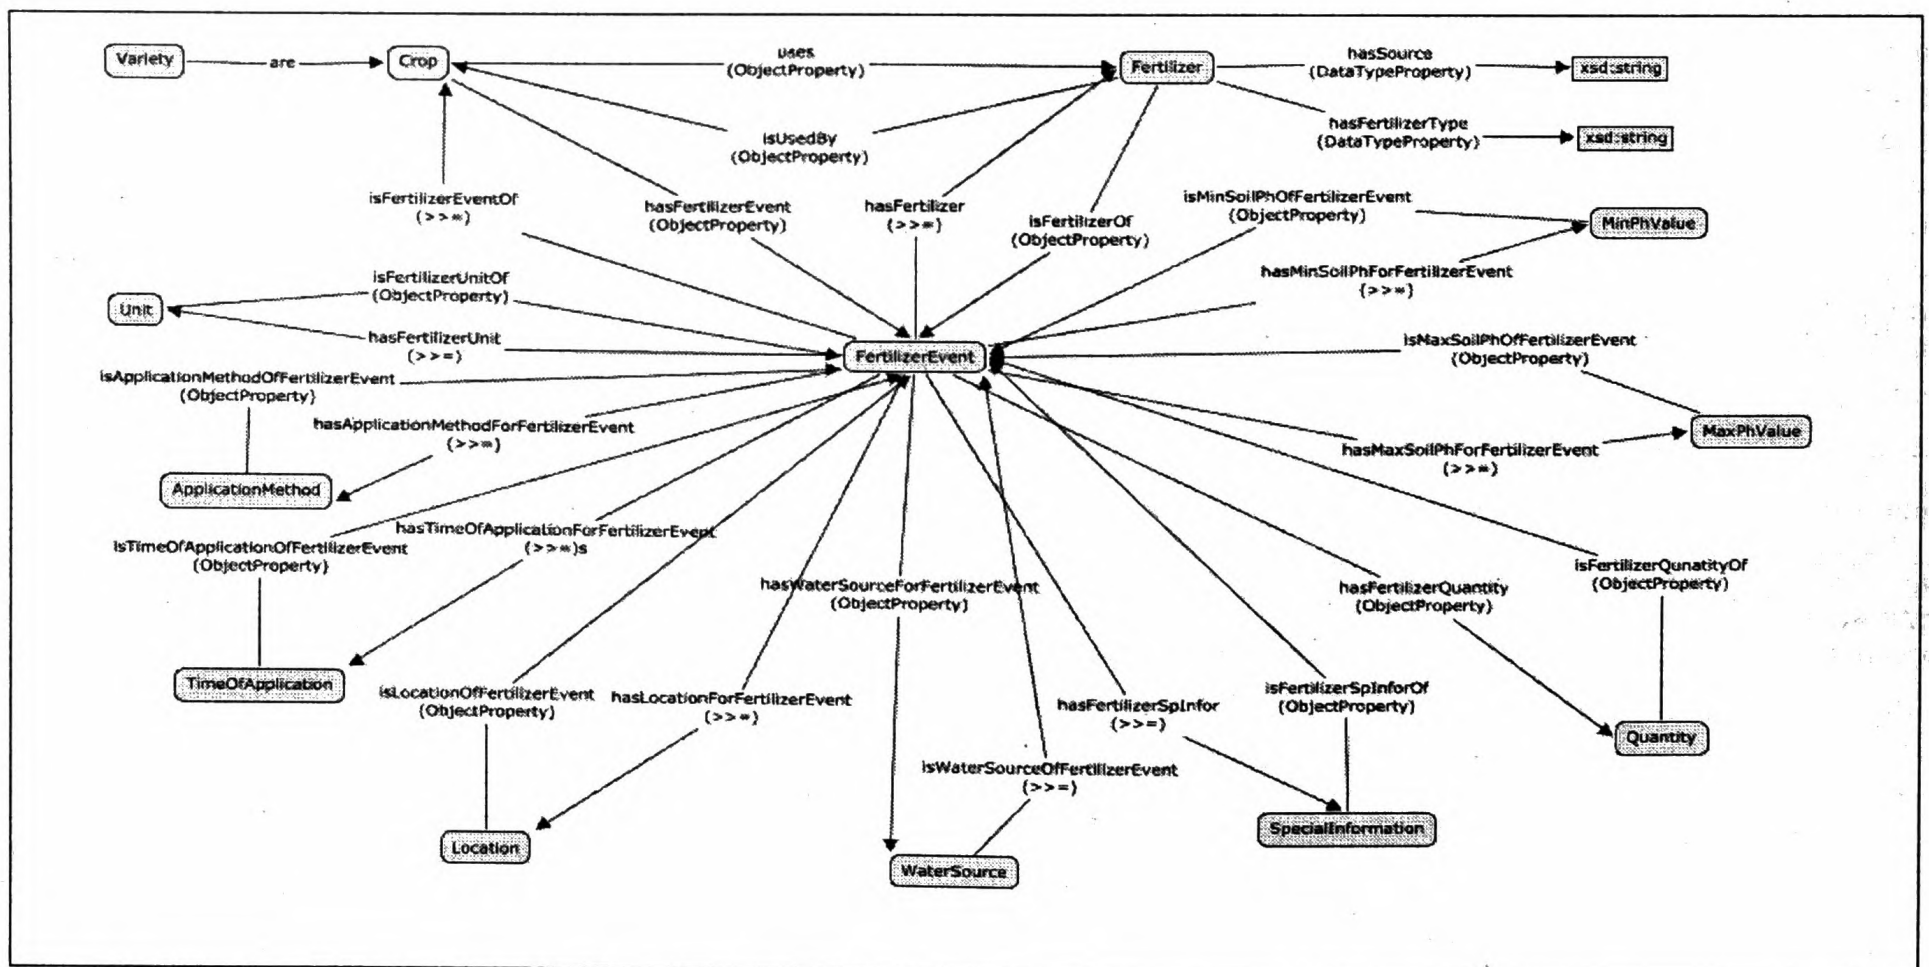 Variety
are
Crop
uses
(ObjectProperty)
Fertilizer
hasSource
(DataTypeProperty)
xsd:string
isUsedBy
(ObjectProperty)
hasFertilizerType
(DataTypeProperty)
xsd:string
isFertilizerEventOf
(>>=)
hasFertilizerEvent
(ObjectProperty)
hasFertilizer
(>>=)
isFertilizerOf
(ObjectProperty)
isMinSoilPhOfFertilizerEvent
(ObjectProperty)
MinPhValue
hasMinSoilPhForFertilizerEvent
(>>=)
Unit
isFertilizerUnitOf
(ObjectProperty)
hasFertilizerUnit
(>>=)
FertilizerEvent
isMaxSoilPhOfFertilizerEvent
(ObjectProperty)
isApplicationMethodOfFertilizerEvent
(ObjectProperty)
hasApplicationMethodForFertilizerEvent
(>>=)
MaxPhValue
hasMaxSoilPhForFertilizerEvent
(>>=)
ApplicationMethod
hasTimeOfApplicationForFertilizerEvent
(>>=)s
isTimeOfApplicationOfFertilizerEvent
(ObjectProperty)
hasWaterSourceForFertilizerEvent
(ObjectProperty)
hasFertilizerQuantity
(ObjectProperty)
isFertilizerQunatityOf
(ObjectProperty)
TimeOfApplication
isLocationOfFertilizerEvent
(ObjectProperty)
hasLocationForFertilizerEvent
(>>=)
hasFertilizerSpInfor
(>>=)
isFertilizerSpInforOf
(ObjectProperty)
Quantity
isWaterSourceOfFertilizerEvent
(>>=)
Location
WaterSource
SpecialInformation